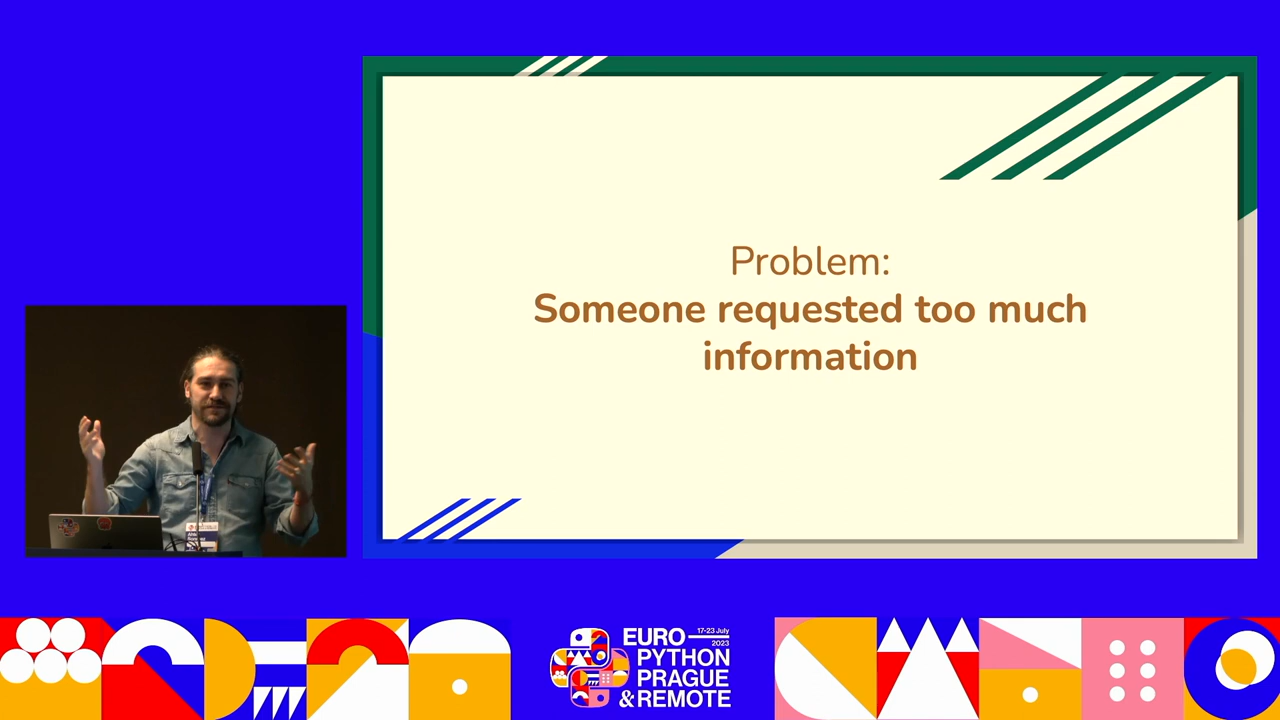 Problem:
Someone requested too much
information
EURO
17-23 July
2023
PYTHON
PRAGUE
& REMOTE